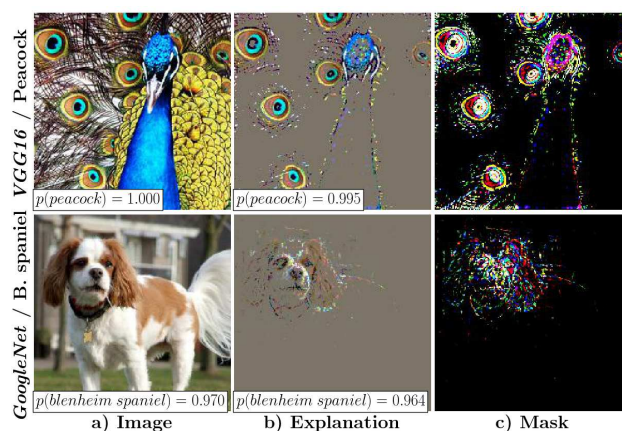 VGG16 / Peacock
p(peacock) = 1.000
p(peacock) = 0.995
GoogleNet / B. spaniel
p(blenheim spaniel) = 0.970
p(blenheim spaniel) = 0.964
a) Image
b) Explanation
c) Mask